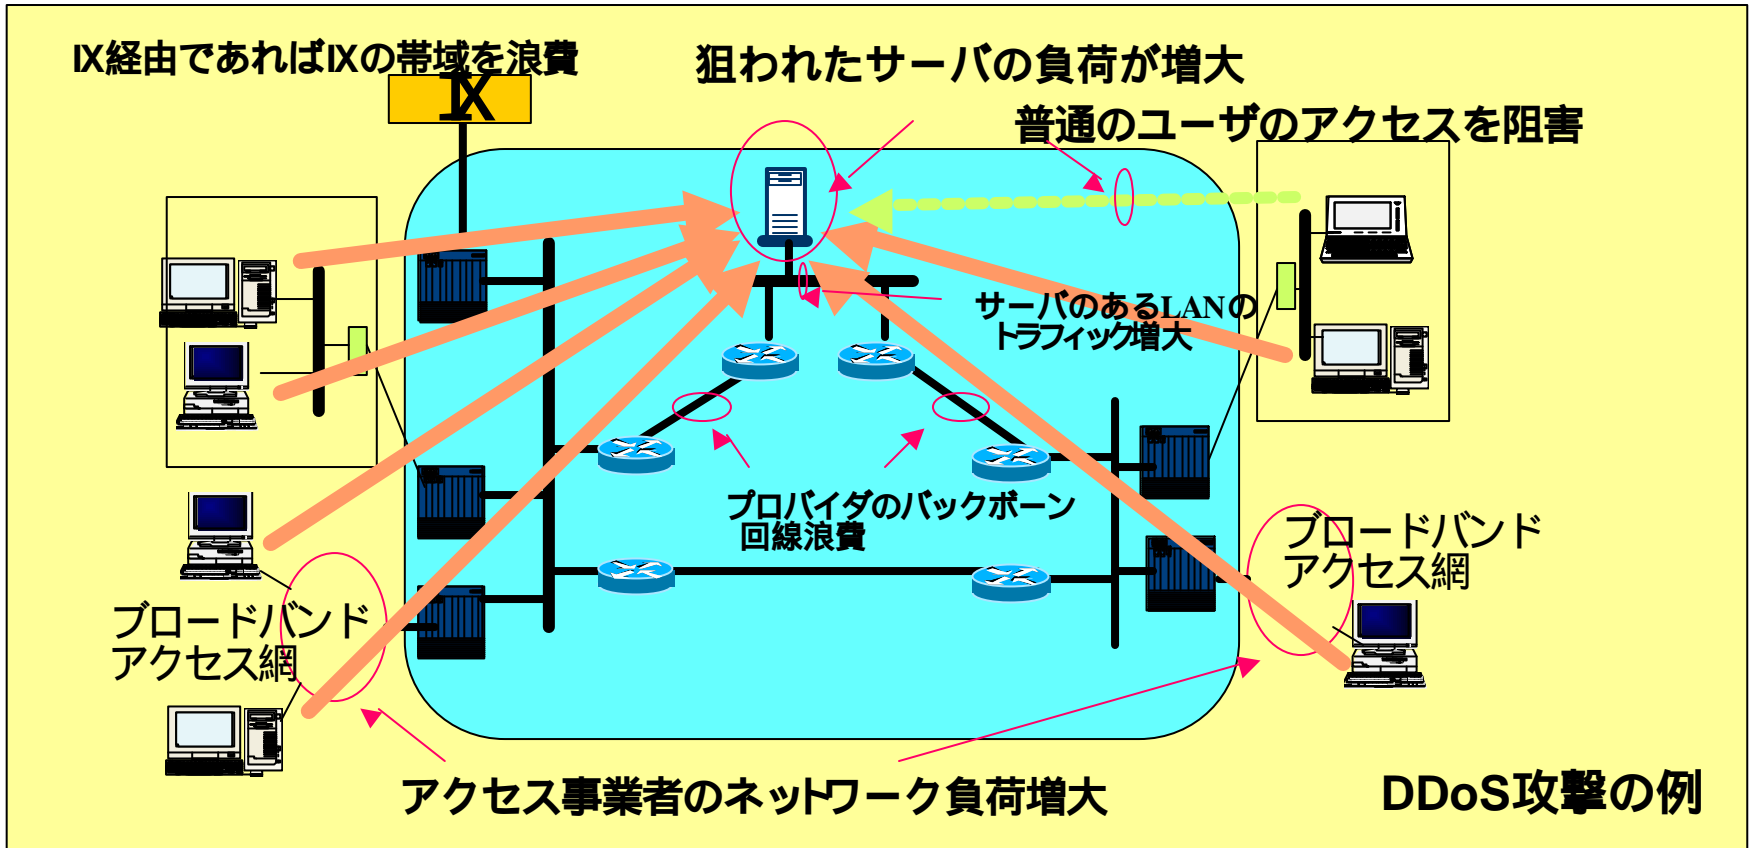 IX経由であればIXの帯域を浪費
狙われたサーバの負荷が増大
IX
普通のユーザのアクセスを阻害
サーバのあるLANの
トラフィック増大
プロバイダのバックボーン
回線浪費
ブロードバンド
アクセス網
ブロードバンド
アクセス網
アクセス事業者のネットワーク負荷増大
DDoS攻撃の例